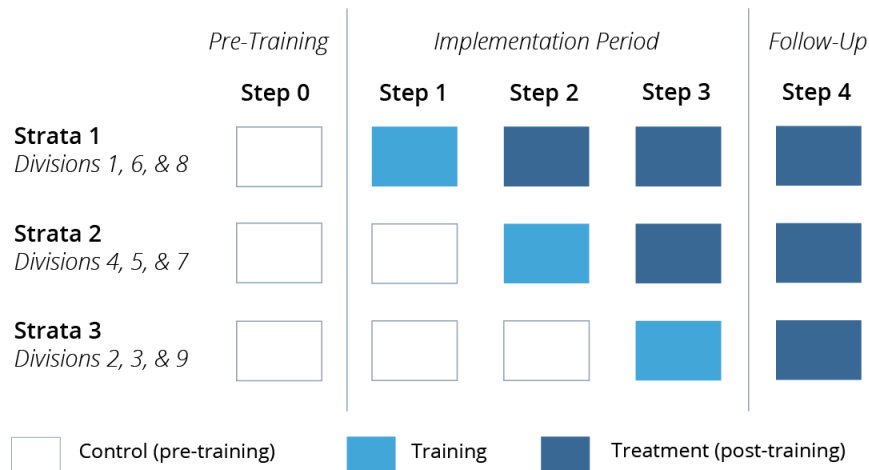 Pre-Training Implementation Period Follow-Up
Step 0 Step 1 Step 2 Step 3 Step 4
Strata 1
Divisions 1, 6, & 8
Strata 2
Divisions 4, 5, & 7
Strata 3
Divisions 2, 3, & 9
Control (pre-training) Training Treatment (post-training)